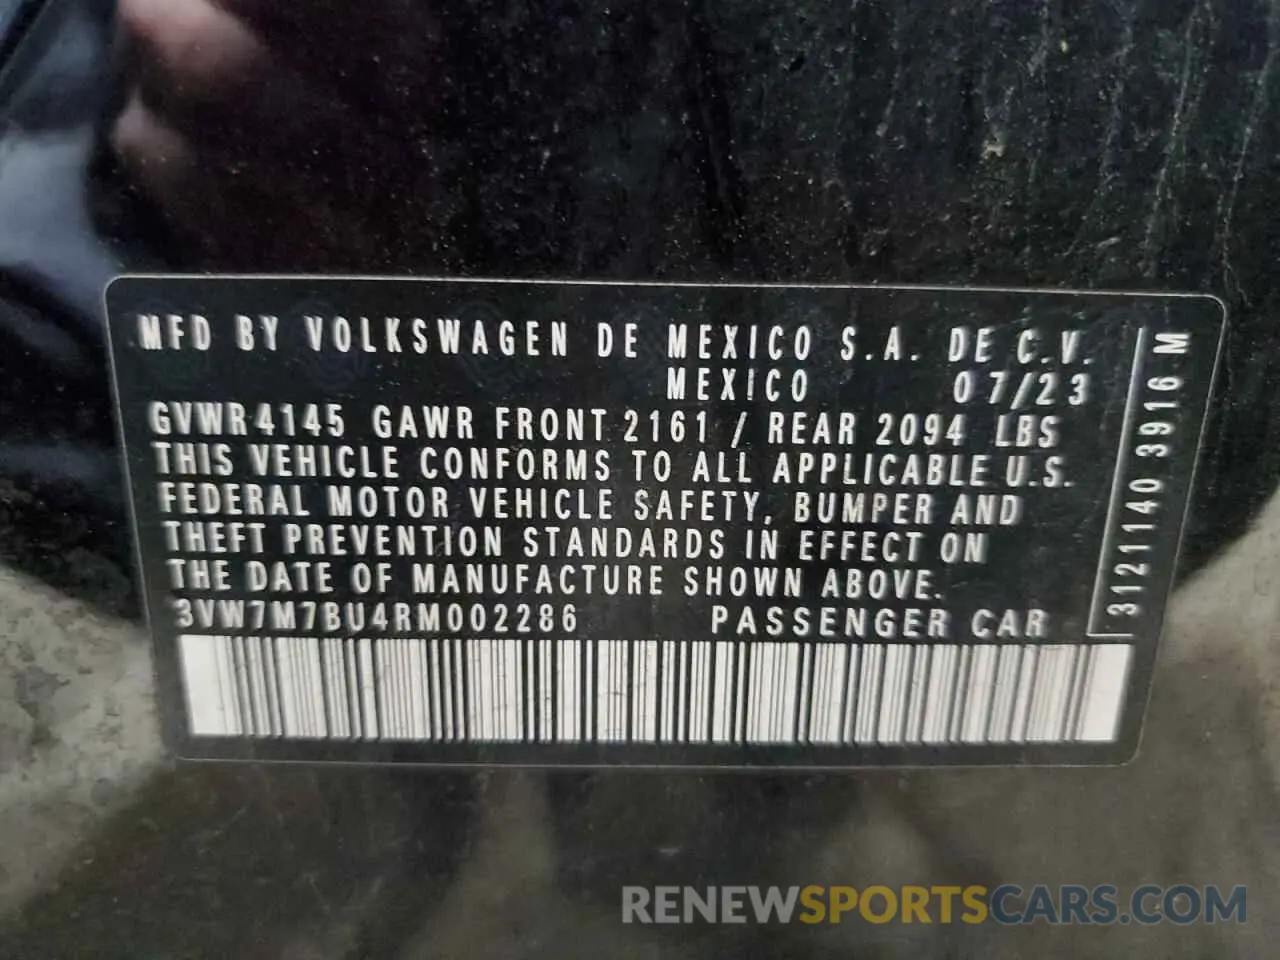 MFD BY VOLKSWAGEN DE MEXICO S.A. DE C.V.
MEXICO 07/23
GVWR 4145 GAWR FRONT 2161 / REAR 2094 LBS
THIS VEHICLE CONFORMS TO ALL APPLICABLE U.S.
FEDERAL MOTOR VEHICLE SAFETY, BUMPER AND
THEFT PREVENTION STANDARDS IN EFFECT ON
THE DATE OF MANUFACTURE SHOWN ABOVE.
3VW7M7BU4RM002286 PASSENGER CAR
3121140 3916 M
RENEWSPORTSCARS.COM